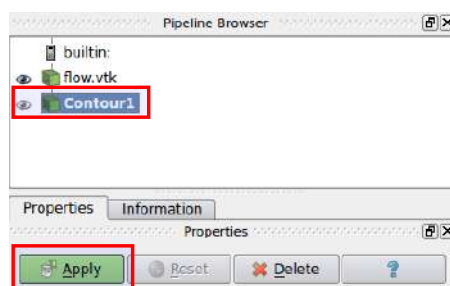 Pipeline Browser
builtin:
flow.vtk
Contour1
Properties Information
Properties
Apply Reset Delete ?